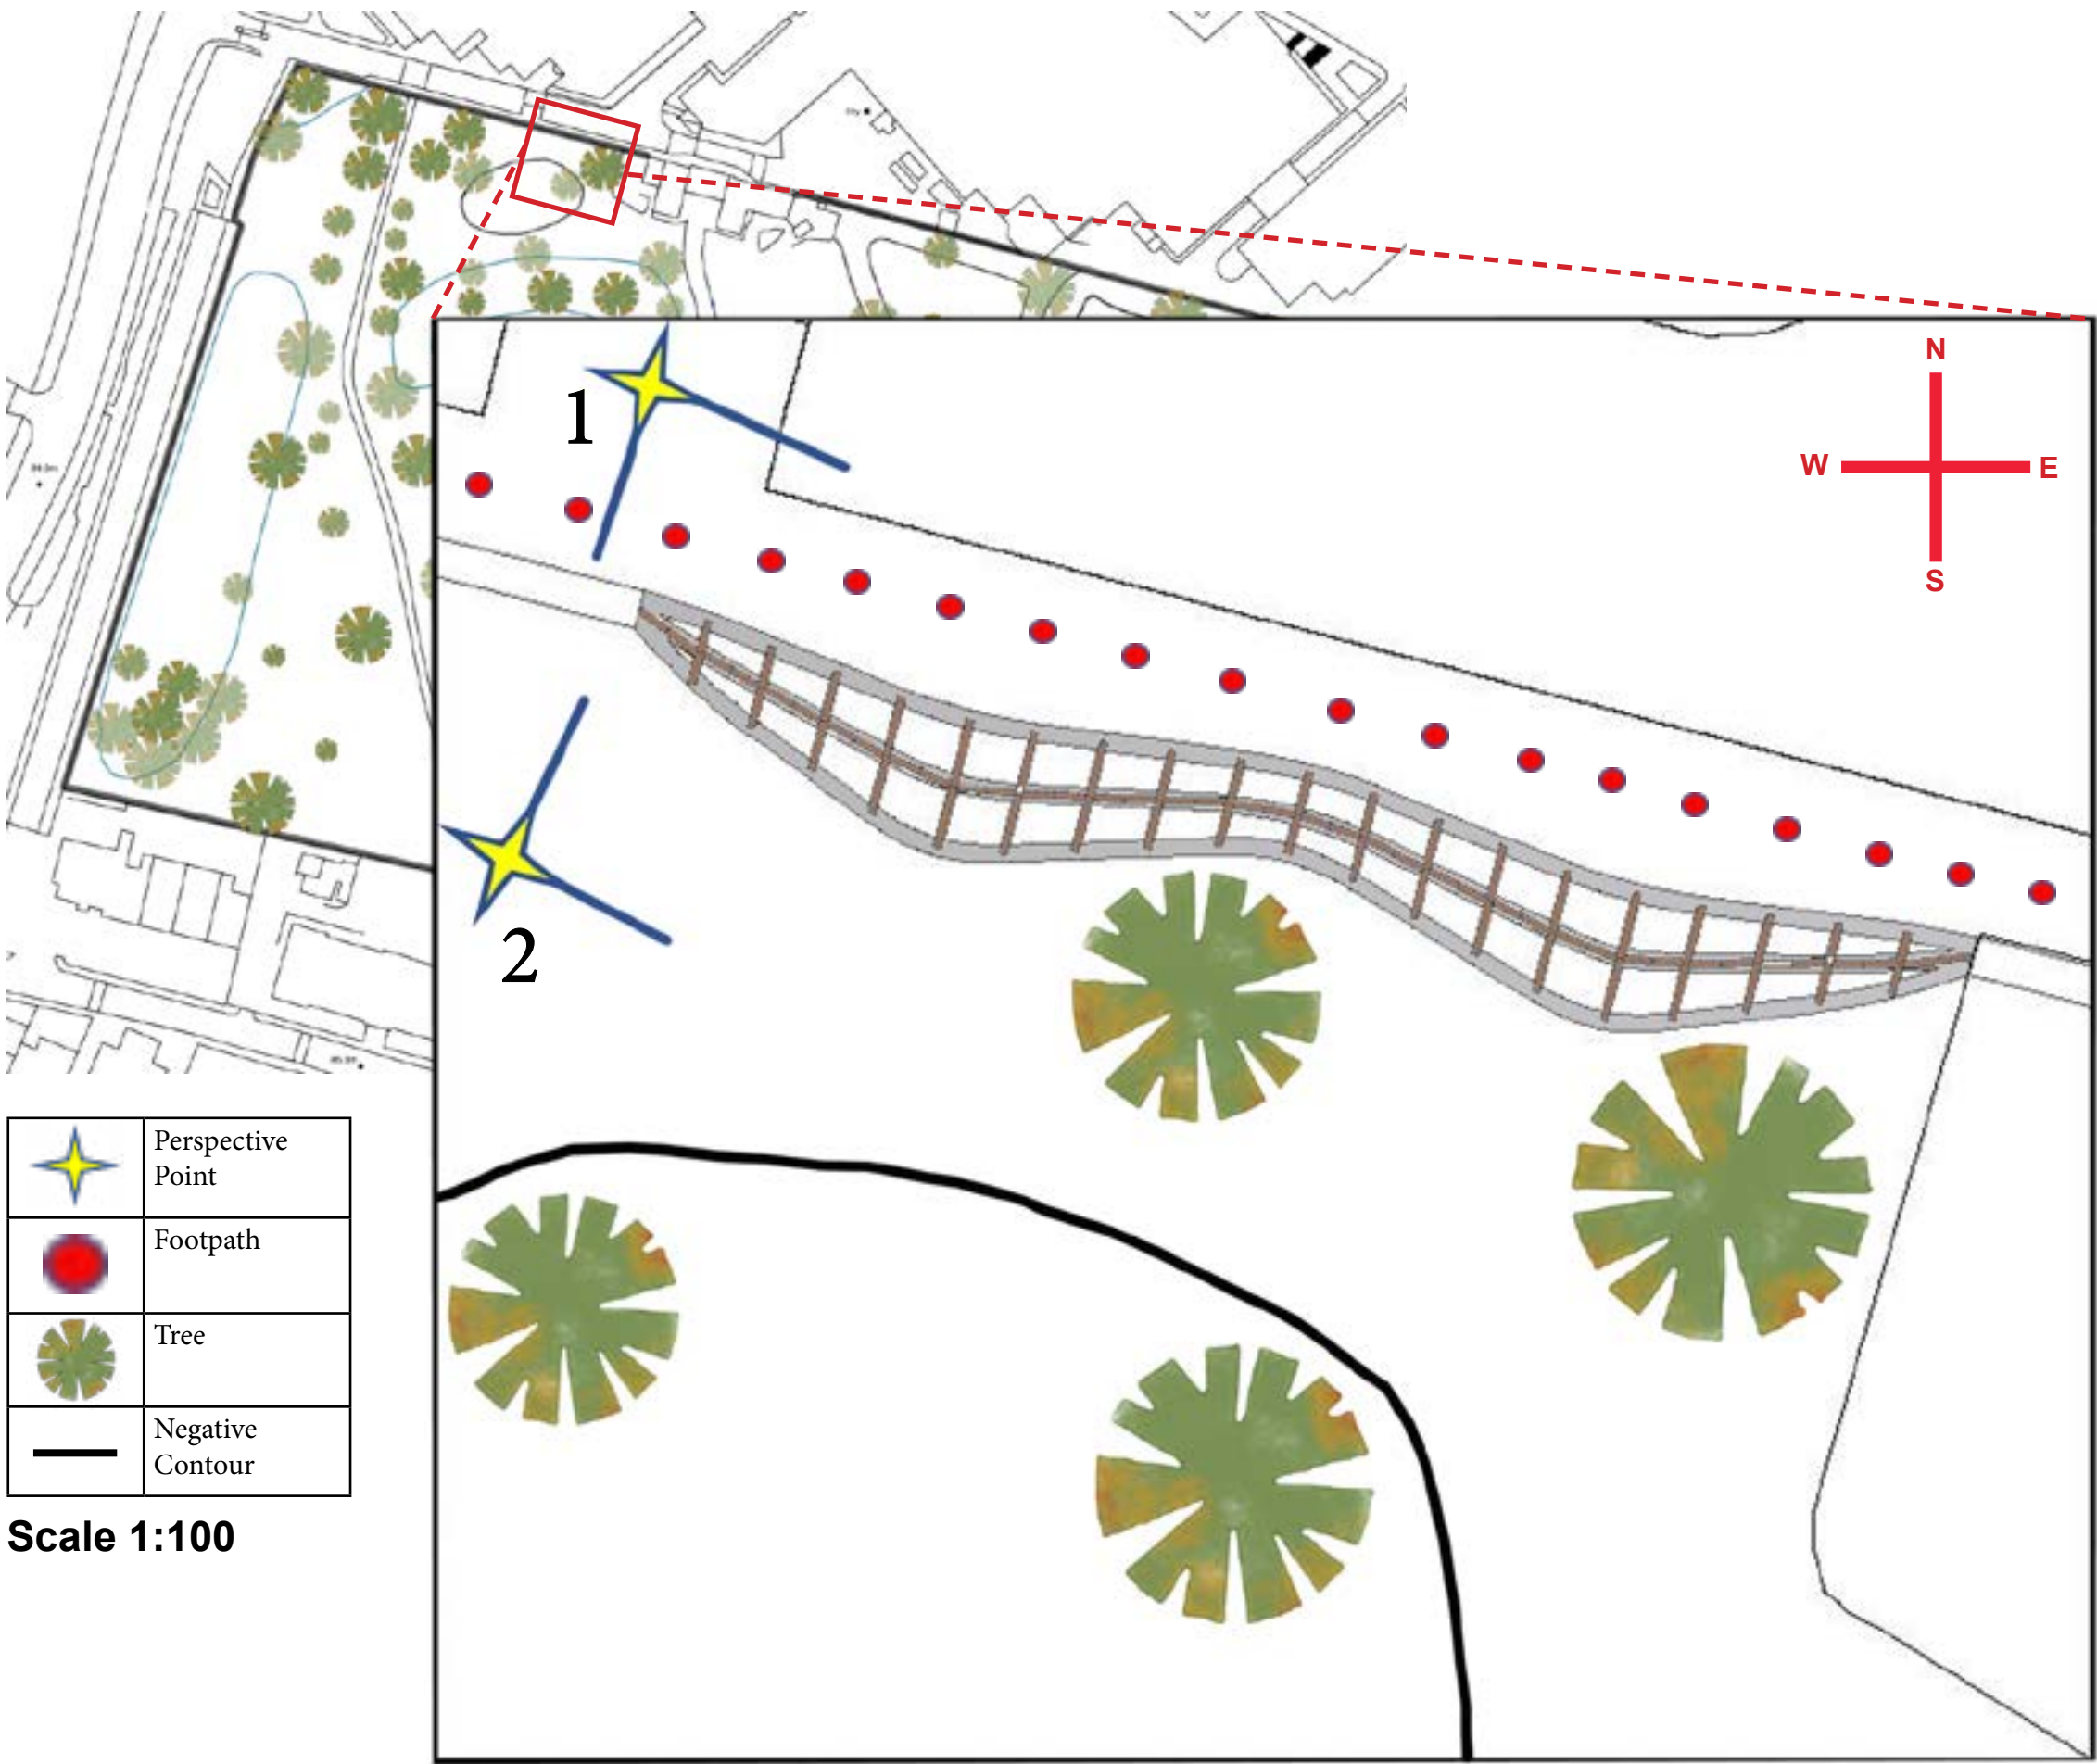 1
N
W
E
S
2
Perspective
Point
Footpath
Tree
Negative
Contour
Scale 1:100